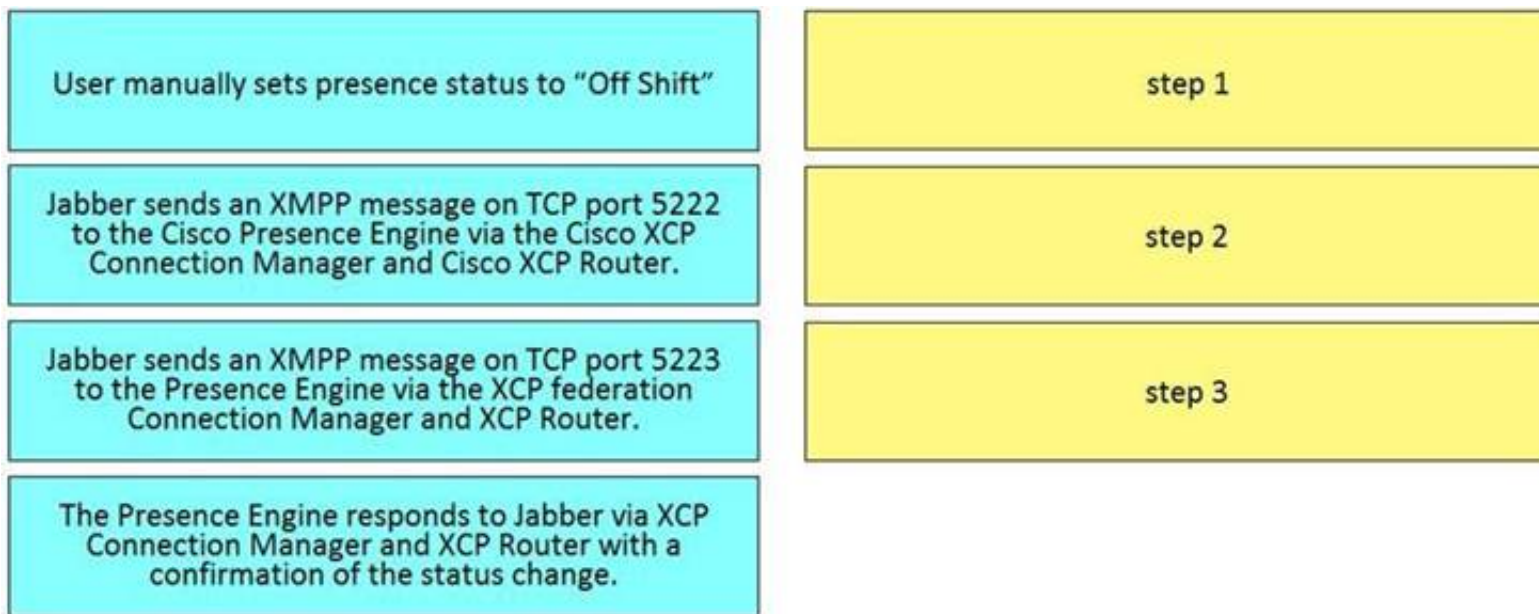 User manually sets presence status to “Off Shift”
step 1
Jabber sends an XMPP message on TCP port 5222
to the Cisco Presence Engine via the Cisco XCP
Connection Manager and Cisco XCP Router.
step 2
Jabber sends an XMPP message on TCP port 5223
to the Presence Engine via the XCP federation
Connection Manager and XCP Router.
step 3
The Presence Engine responds to Jabber via XCP
Connection Manager and XCP Router with a
confirmation of the status change.